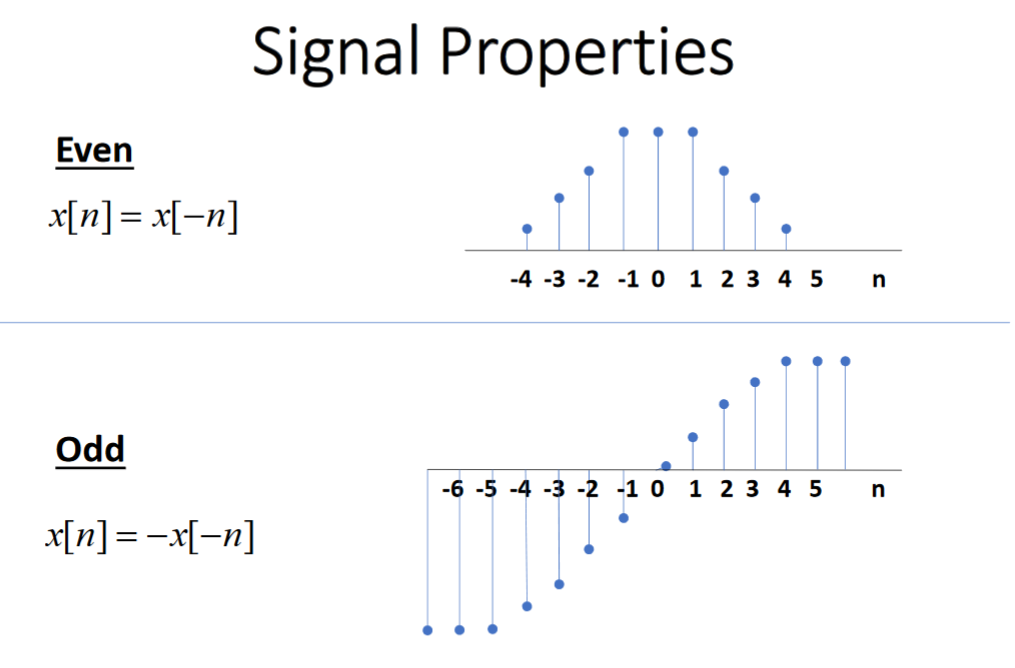 Signal Properties
Even
x[n] = x[−n]
-4 -3 -2 -1 0 1 2 3 4 5 n
Odd
-6 -5 -4 -3 -2 -1 0 1 2 3 4 5 n
x[n] = −x[−n]